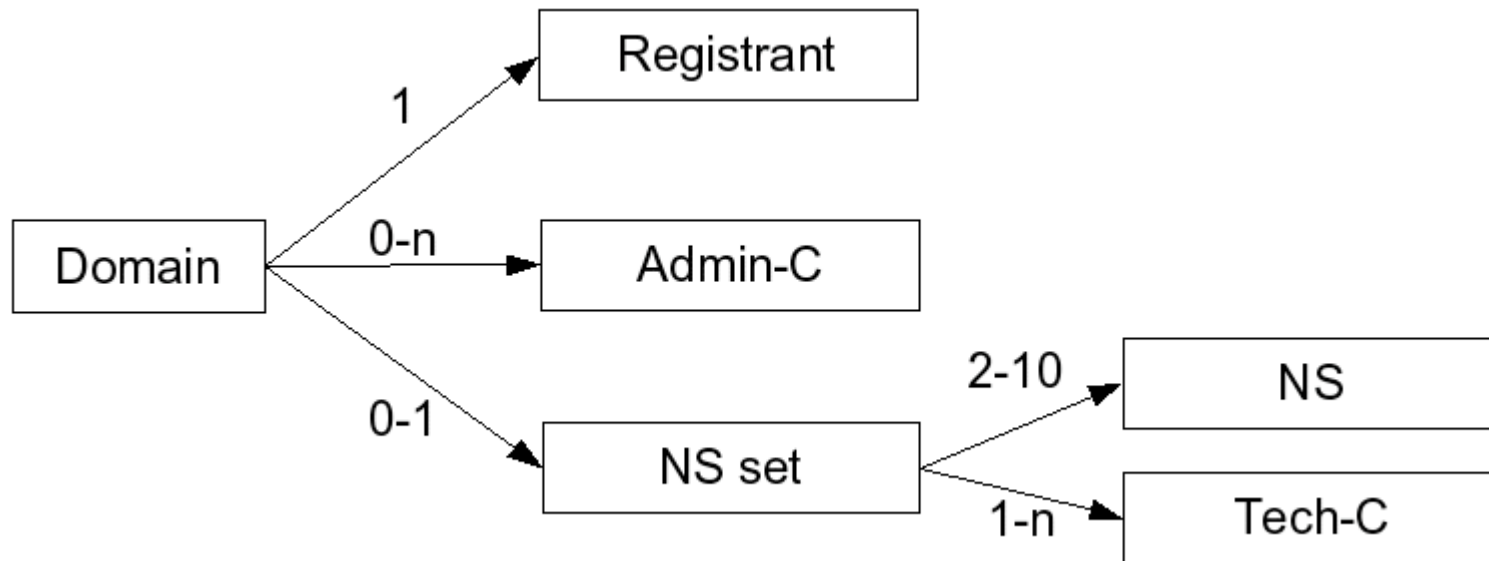 Registrant
1
0-n
Domain
Admin-C
0-1
2-10
NS
NS set
1-n
Tech-C